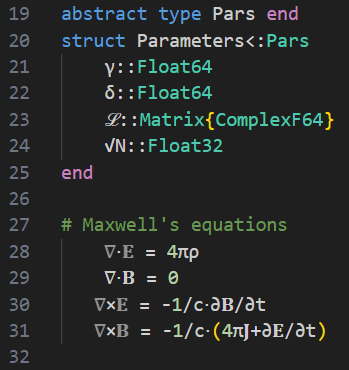 19 abstract type Pars end
20 struct Parameters<:Pars
21     γ::Float64
22     δ::Float64
23     ℒ::Matrix{ComplexF64}
24     √N::Float32
25 end
26
27 # Maxwell's equations
28     ∇⋅𝐄 = 4πρ
29     ∇⋅𝐁 = 0
30    ∇×𝐄 = -1/c⋅∂𝐁/∂t
31    ∇×𝐁 = -1/c⋅(4π𝐉+∂𝐄/∂t)
32